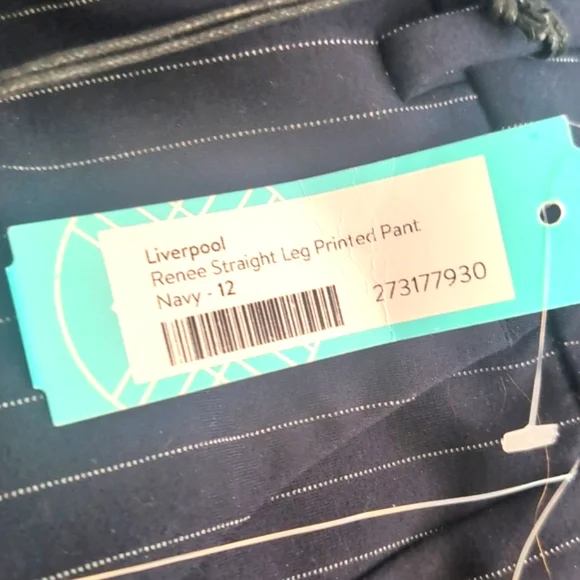 Liverpool
Renee Straight Leg Printed Pant
Navy - 12
273177930